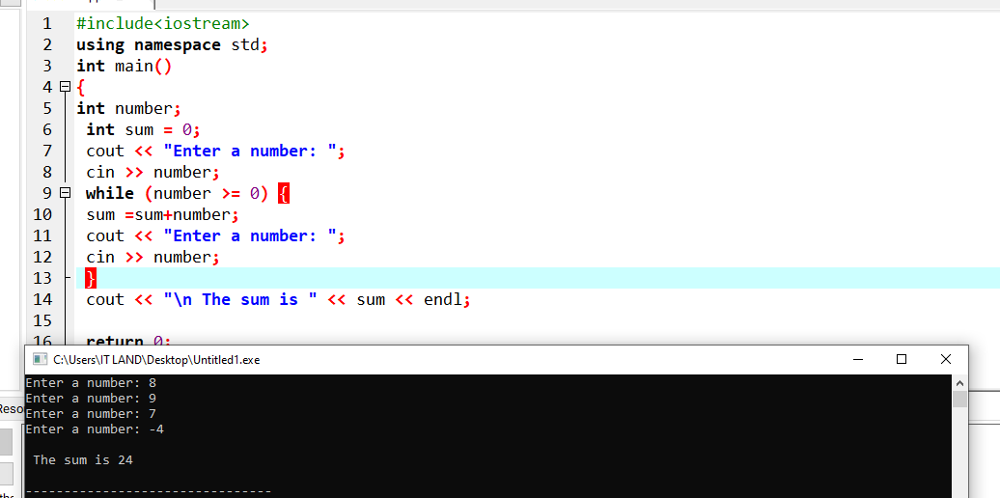 1 #include<iostream>
2 using namespace std;
3 int main()
4 {
5 int number;
6 int sum = 0;
7 cout << "Enter a number: ";
8 cin >> number;
9 while (number >= 0) {
10 sum =sum+number;
11 cout << "Enter a number: ";
12 cin >> number;
13 }
14 cout << "\n The sum is " << sum << endl;
15
16 return 0;
C:\Users\IT LAND\Desktop\Untitled1.exe
Enter a number: 8
Enter a number: 9
Enter a number: 7
Enter a number: -4
The sum is 24
--------------------------------
Reso